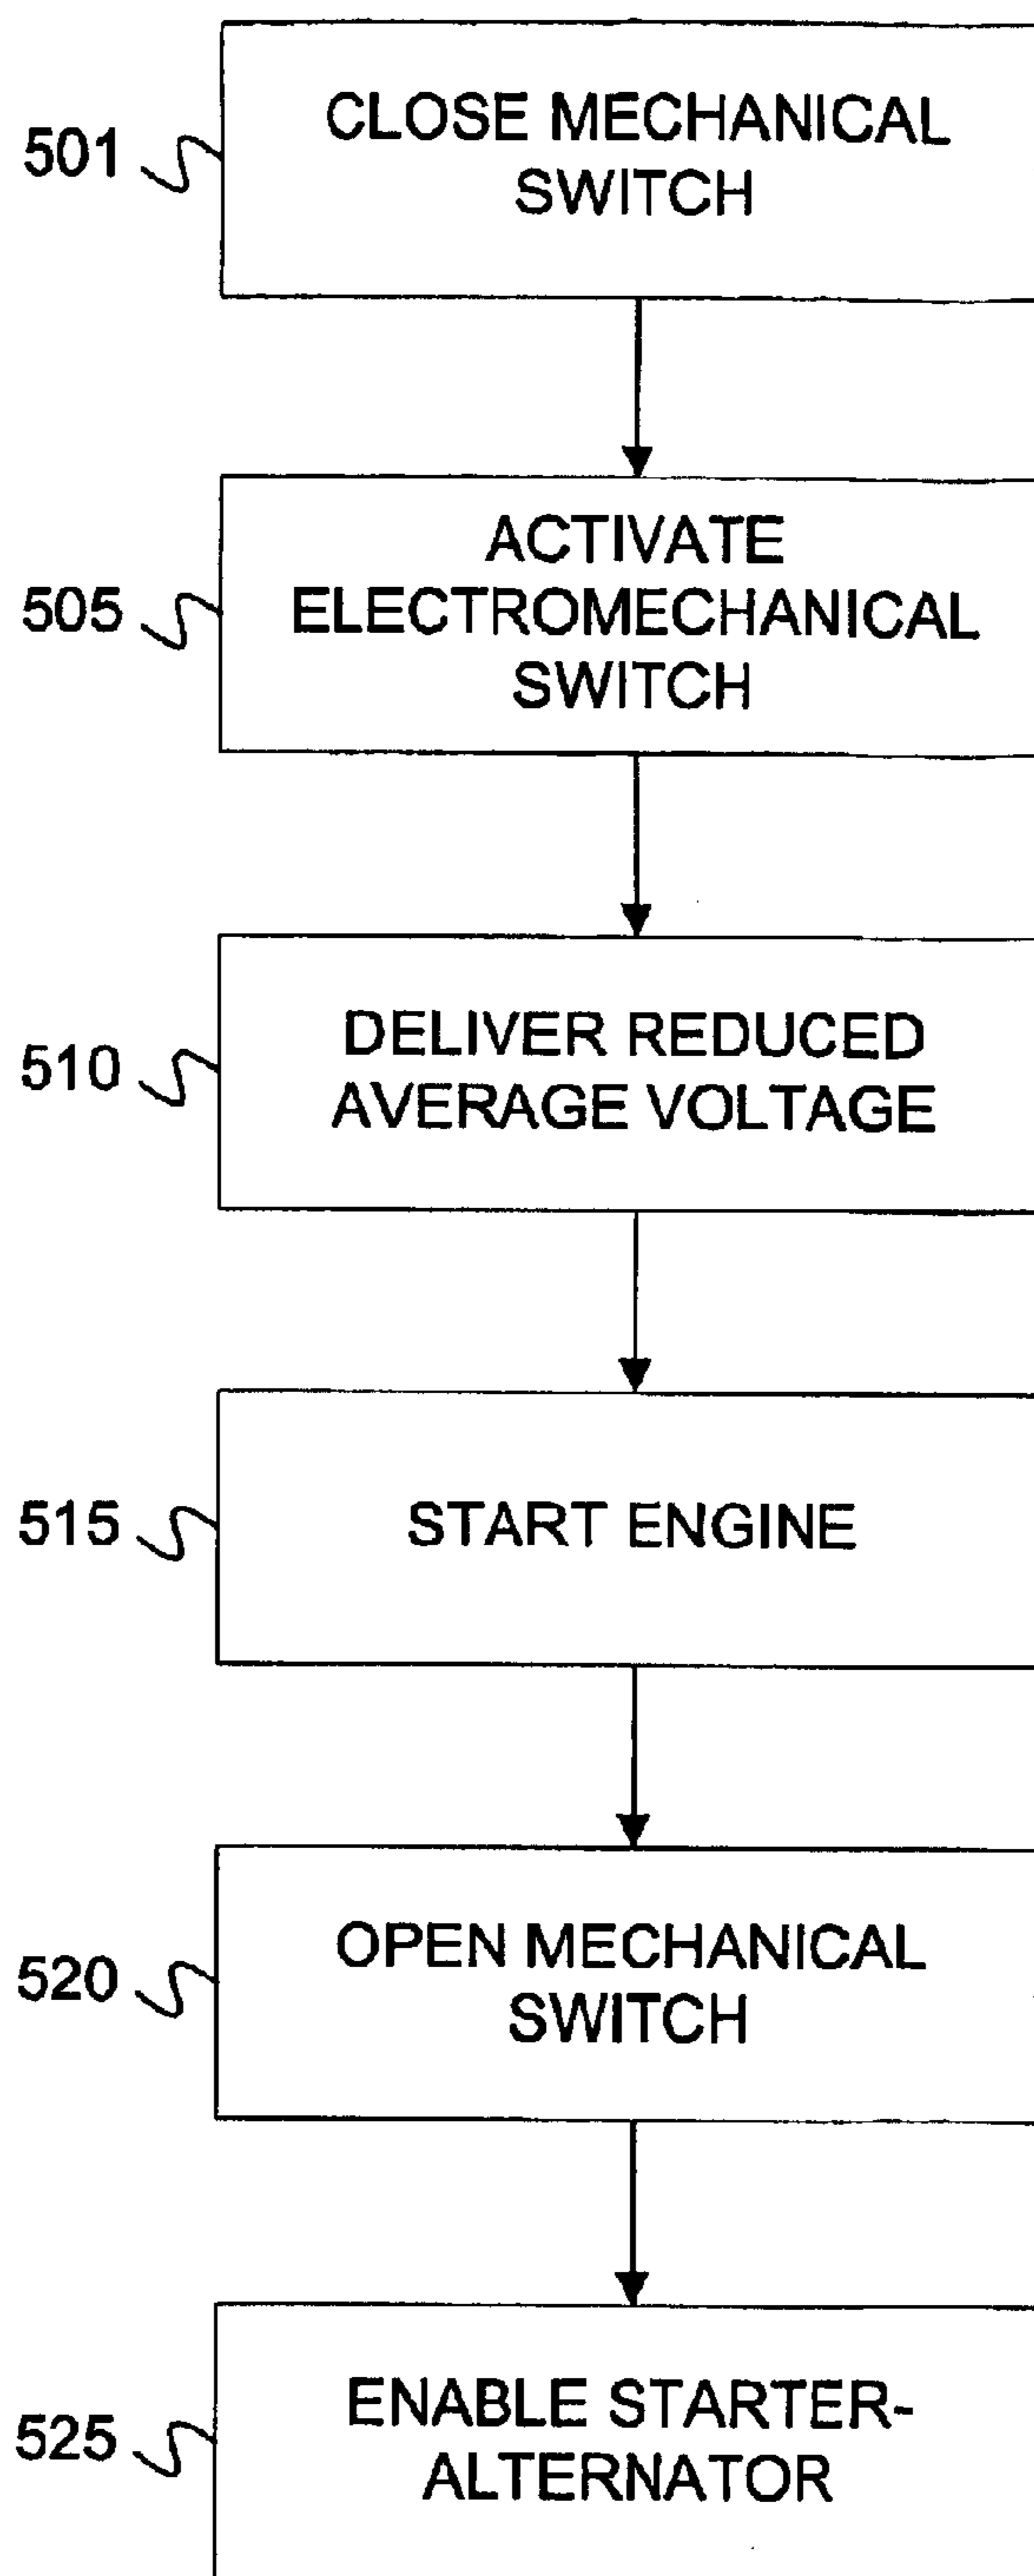 501
CLOSE MECHANICAL
SWITCH
505
ACTIVATE
ELECTROMECHANICAL
SWITCH
510
DELIVER REDUCED
AVERAGE VOLTAGE
515
START ENGINE
520
OPEN MECHANICAL
SWITCH
525
ENABLE STARTER-
ALTERNATOR